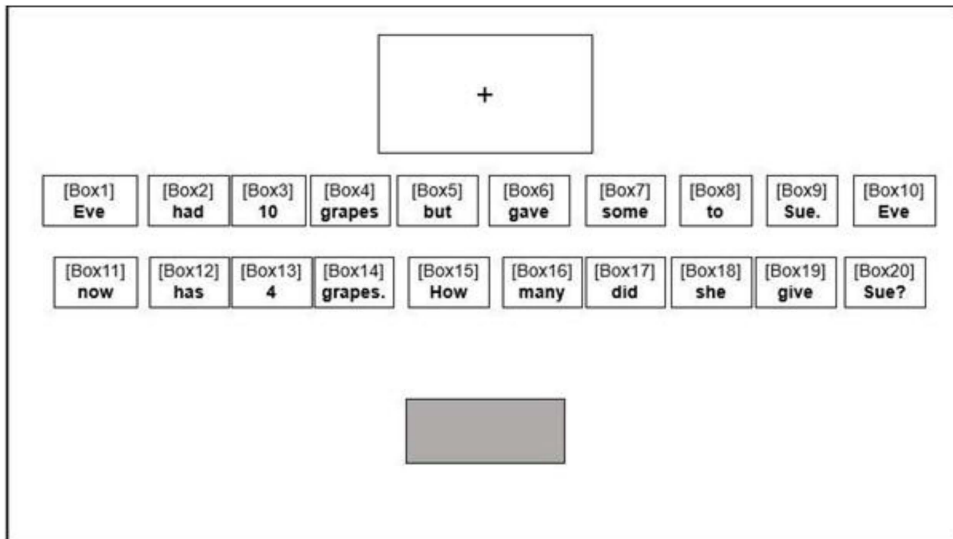 +
[Box1] [Box2] [Box3] [Box4] [Box5] [Box6] [Box7] [Box8] [Box9] [Box10]
Eve had 10 grapes but gave some to Sue. Eve
[Box11] [Box12] [Box13] [Box14] [Box15] [Box16] [Box17] [Box18] [Box19] [Box20]
now has 4 grapes. How many did she give Sue?